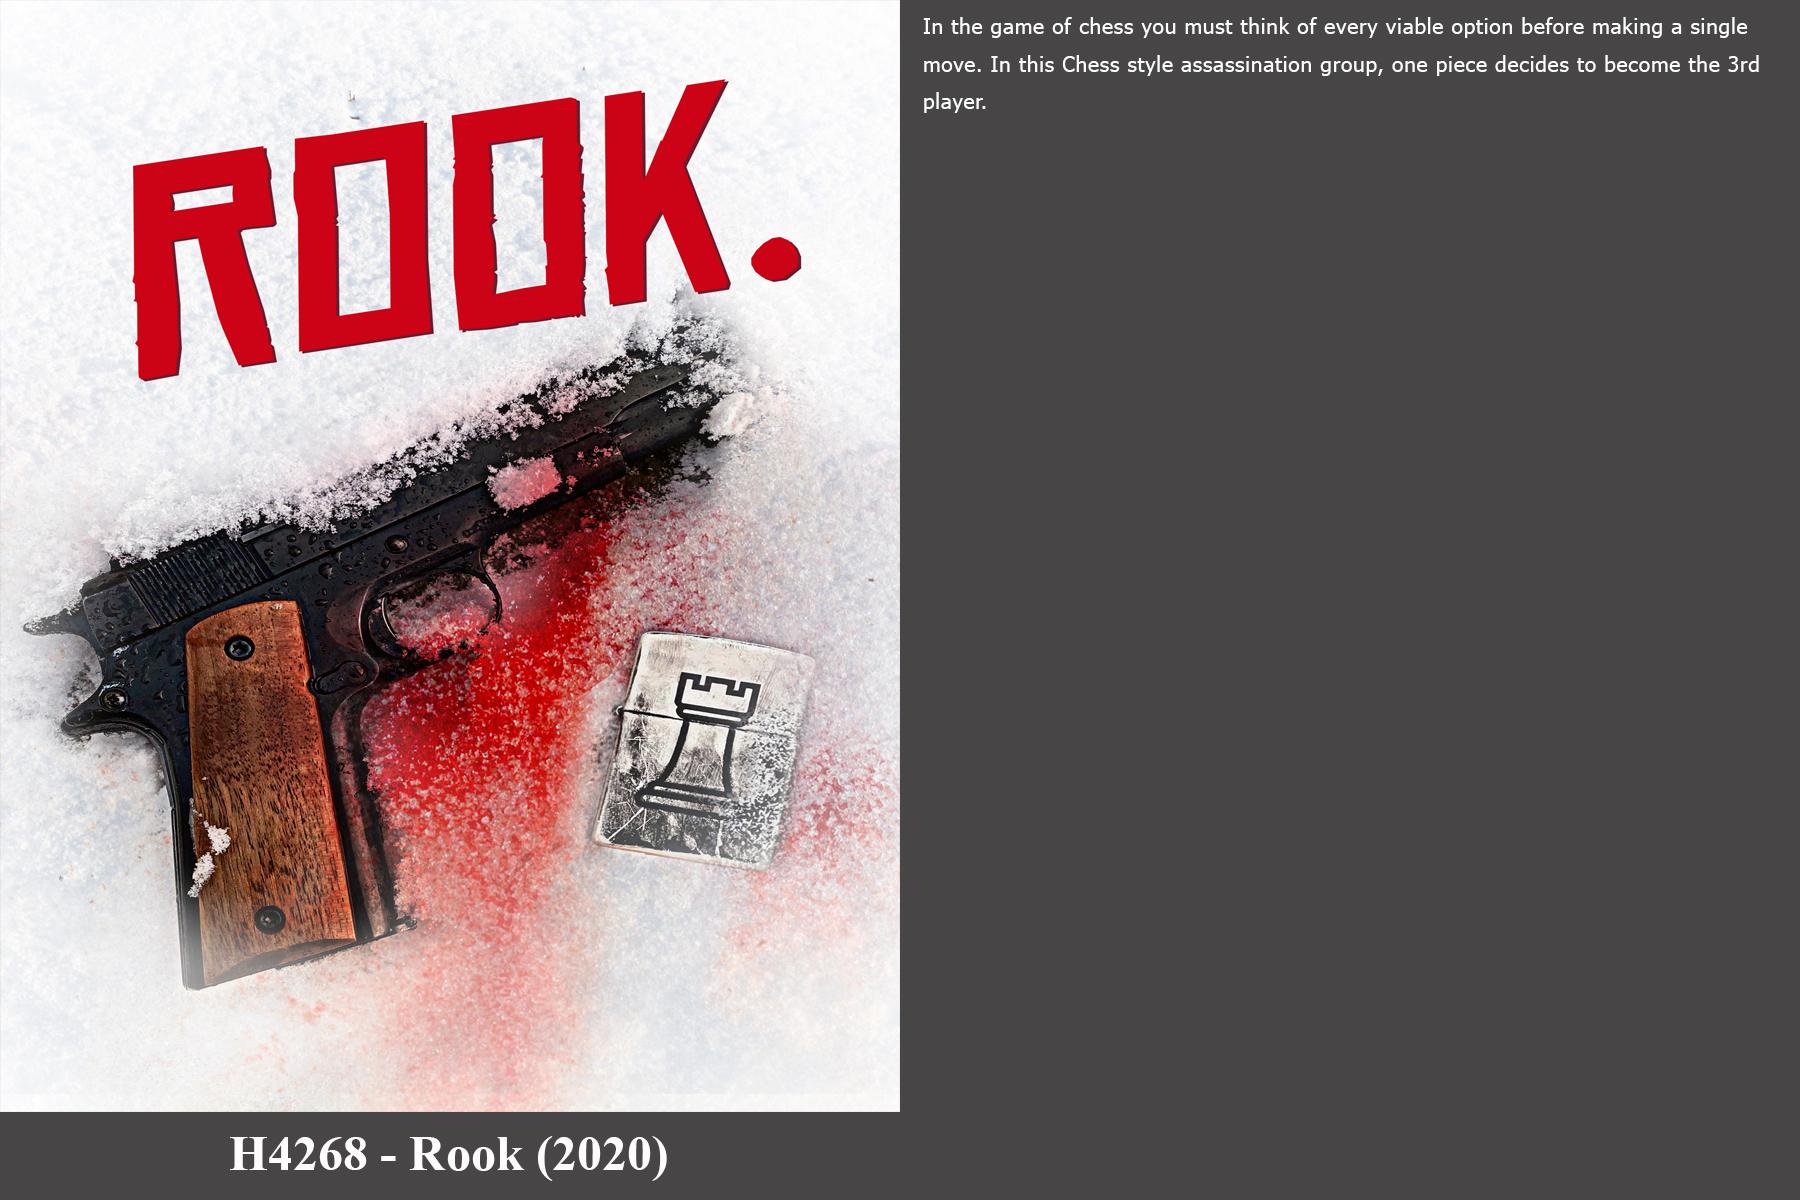 ROOK.
H4268 - Rook (2020)
In the game of chess you must think of every viable option before making a single
move. In this Chess style assassination group, one piece decides to become the 3rd
player.